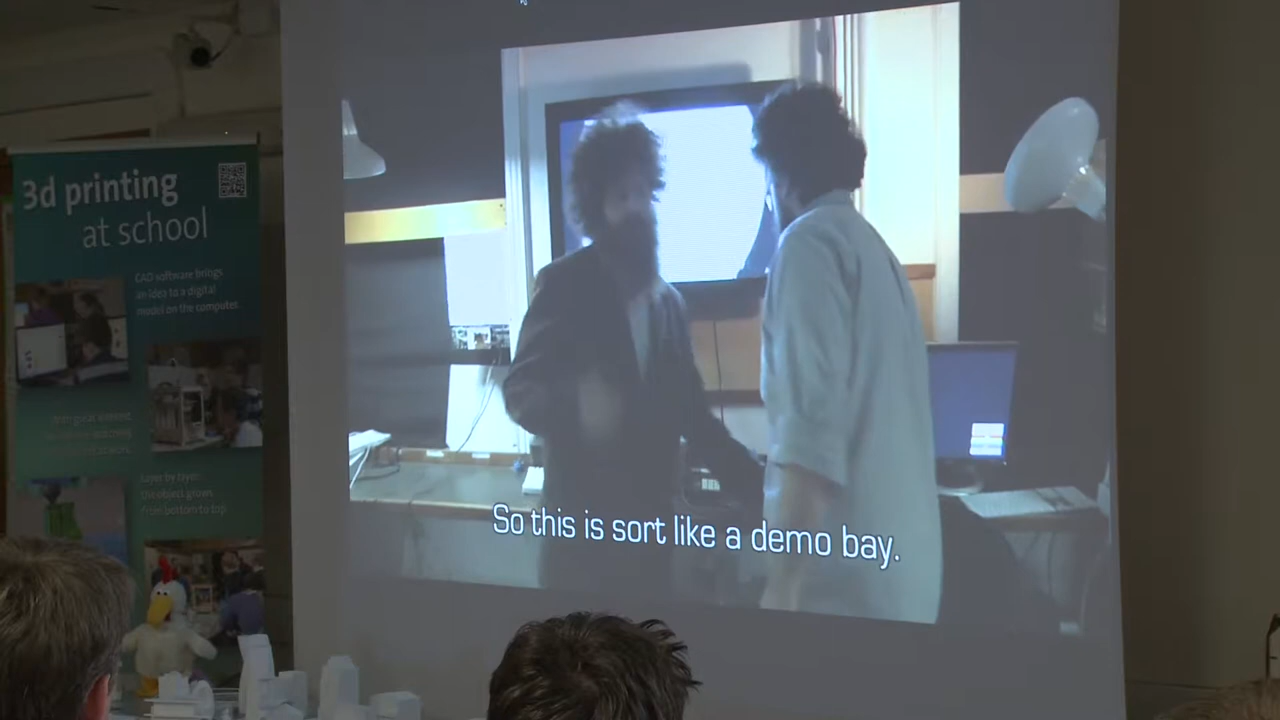 3d printing
at school
CAD software brings
an idea to a digital
model on the computer.
Layer by layer
the object grows
from bottom to top
So this is sort like a demo bay.